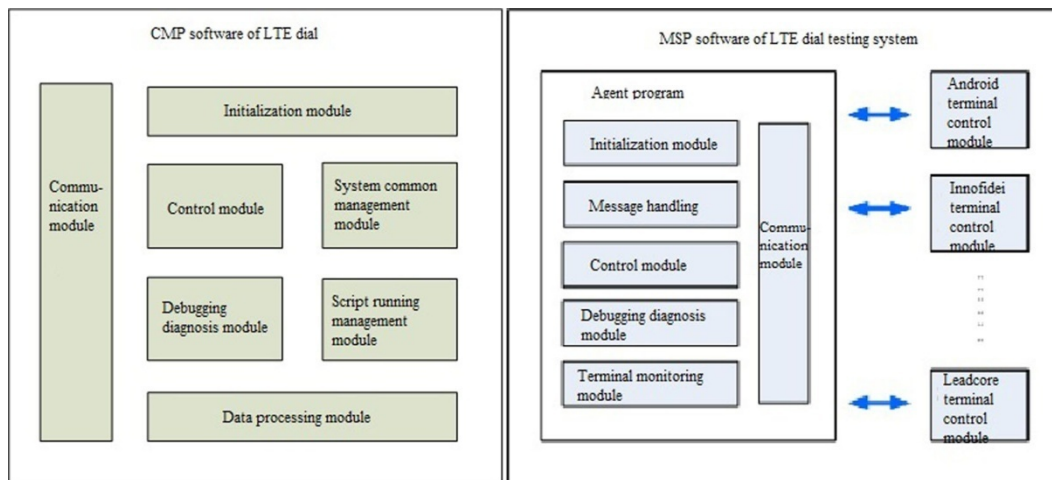 CMP software of LTE dial
Initialization module
Commu-
nication
module
Control module
System common
management
module
Debugging
diagnosis module
Script running
management
module
Data processing module
MSP software of LTE dial testing system
Agent program
Initialization module
Message handling
Control module
Debugging diagnosis
module
Terminal monitoring
module
Commu-
nication
module
Android
terminal
control
module
Innofidei
terminal
control
module
Leadcore
terminal
control
module